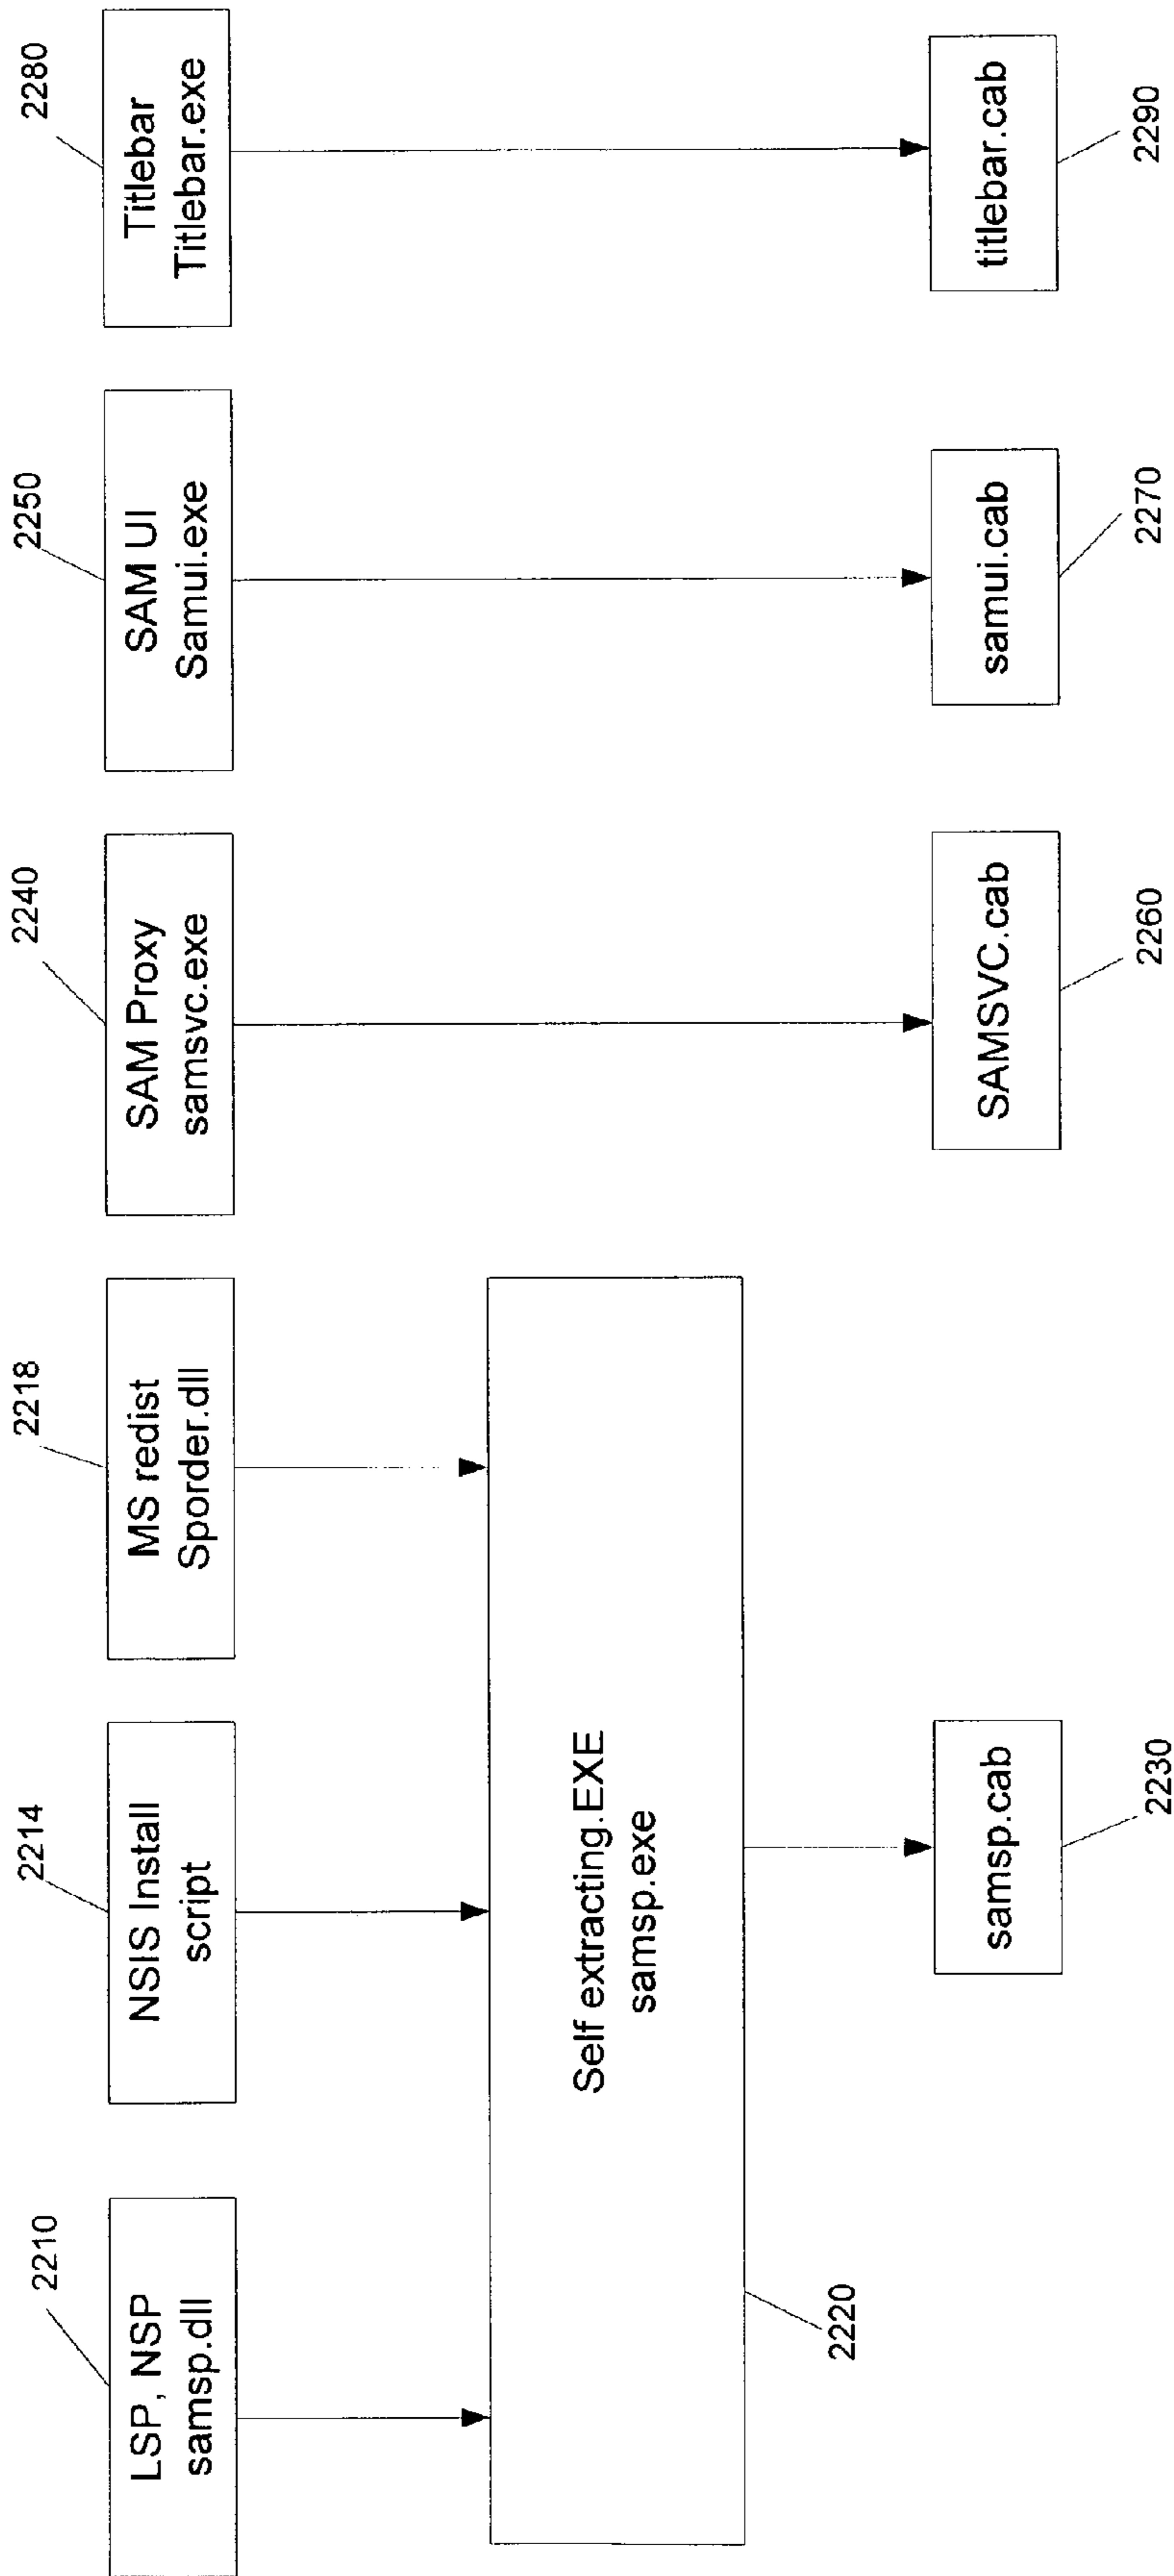 2210
2214
2218
2240
2250
2280
LSP, NSP
samsp.dll
NSIS Install
script
MS redist
Sporder.dll
SAM Proxy
samsvc.exe
SAM UI
Samui.exe
Titlebar
Titlebar.exe
Self extracting.EXE
samsp.exe
2220
samsp.cab
SAMSVC.cab
samui.cab
titlebar.cab
2230
2260
2270
2290